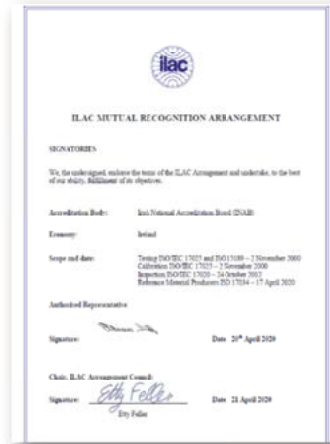 ilac
ILAC MUTUAL RECOGNITION ARRANGEMENT
SIGNATORIES
We, the undersigned, endorse the terms of the ILAC Arrangement and undertake, to the best
of our ability, fulfilment of its objectives.
Accreditation Body: Irish National Accreditation Board (INAB)
Economy: Ireland
Scope and date: Testing ISO/IEC 17025 and ISO15189 – 2 November 2000
Calibration ISO/IEC 17025 – 2 November 2000
Inspection ISO/IEC 17020 – 24 October 2012
Reference Material Producers ISO 17034 – 17 April 2020
Authorised Representative
Signature: Date 20th April 2020
Chair, ILAC Arrangement Council:
Signature: Etty Feller Date 21 April 2020
Etty Feller